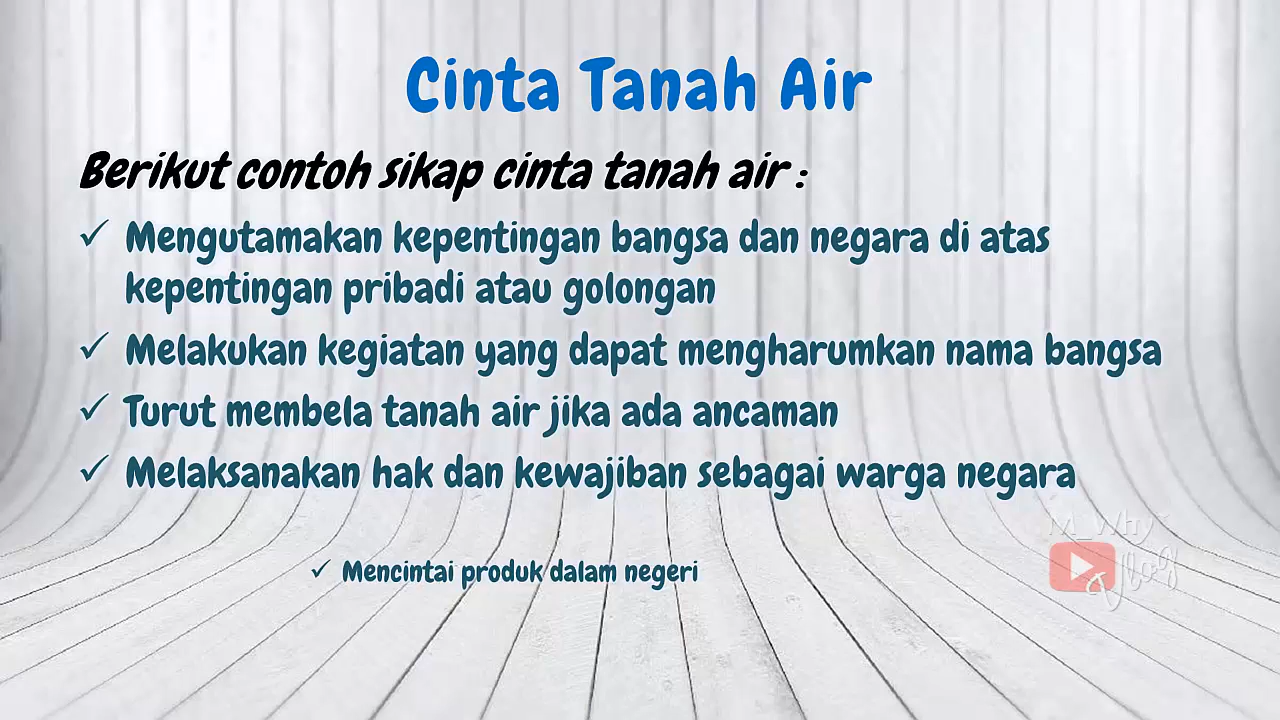 Cinta Tanah Air
Berikut contoh sikap cinta tanah air :
✓ Mengutamakan kepentingan bangsa dan negara di atas
kepentingan pribadi atau golongan
✓ Melakukan kegiatan yang dapat mengharumkan nama bangsa
✓ Turut membela tanah air jika ada ancaman
✓ Melaksanakan hak dan kewajiban sebagai warga negara
M_Why
Vlog
✓ Mencintai produk dalam negeri